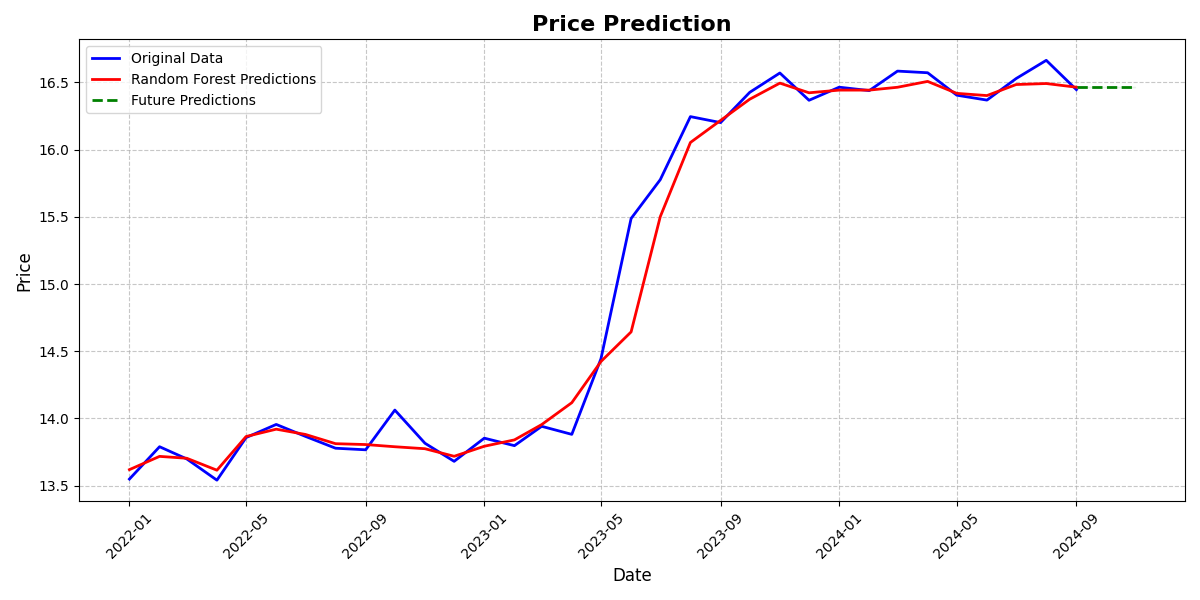 Price Prediction
Original Data
Random Forest Predictions
Future Predictions
Price
16.5
16.0
15.5
15.0
14.5
14.0
13.5
2022-01
2022-05
2022-09
2023-01
2023-05
2023-09
2024-01
2024-05
2024-09
Date